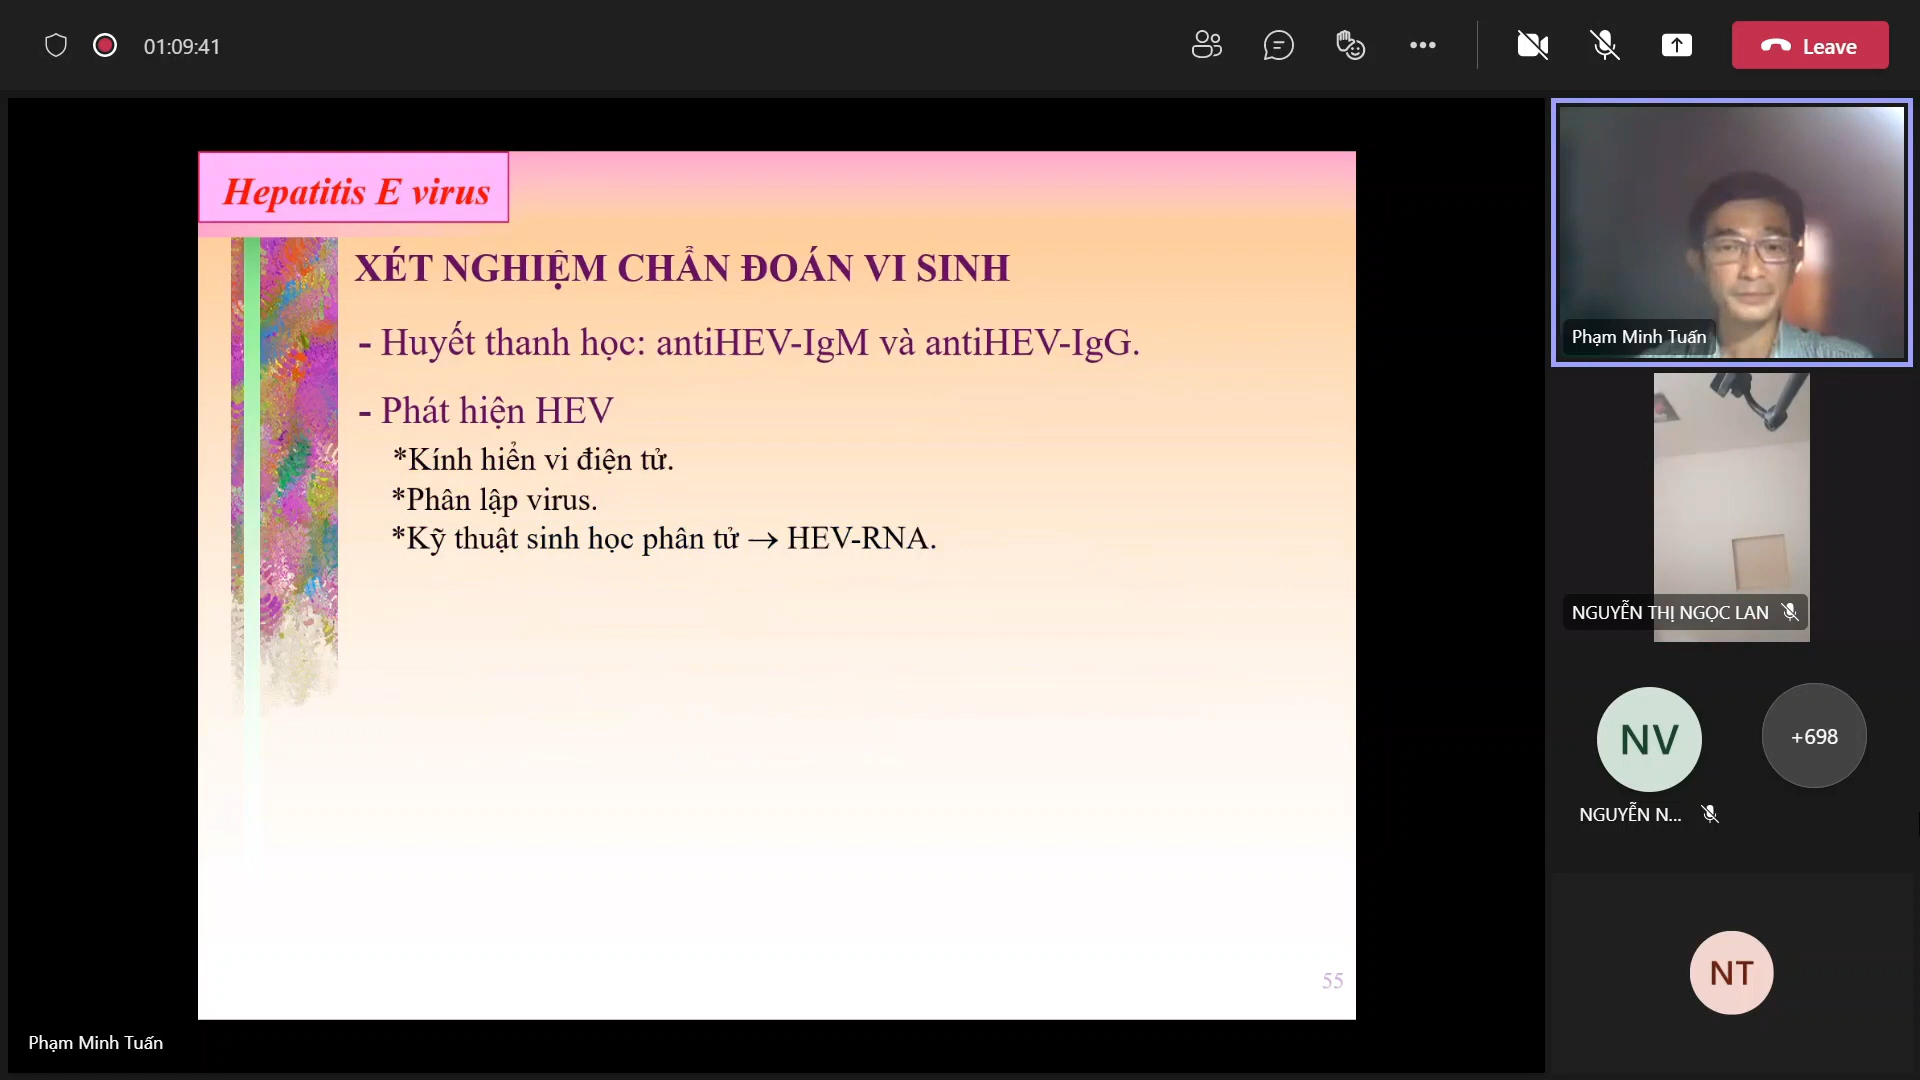 01:09:41
Leave
Hepatitis E virus
XÉT NGHIỆM CHẨN ĐOÁN VI SINH
- Huyết thanh học: antiHEV-IgM và antiHEV-IgG.
- Phát hiện HEV
*Kính hiển vi điện tử.
*Phân lập virus.
*Kỹ thuật sinh học phân tử → HEV-RNA.
55
Phạm Minh Tuấn
Phạm Minh Tuấn
NGUYỄN THỊ NGỌC LAN
NV
+698
NGUYỄN N...
NT